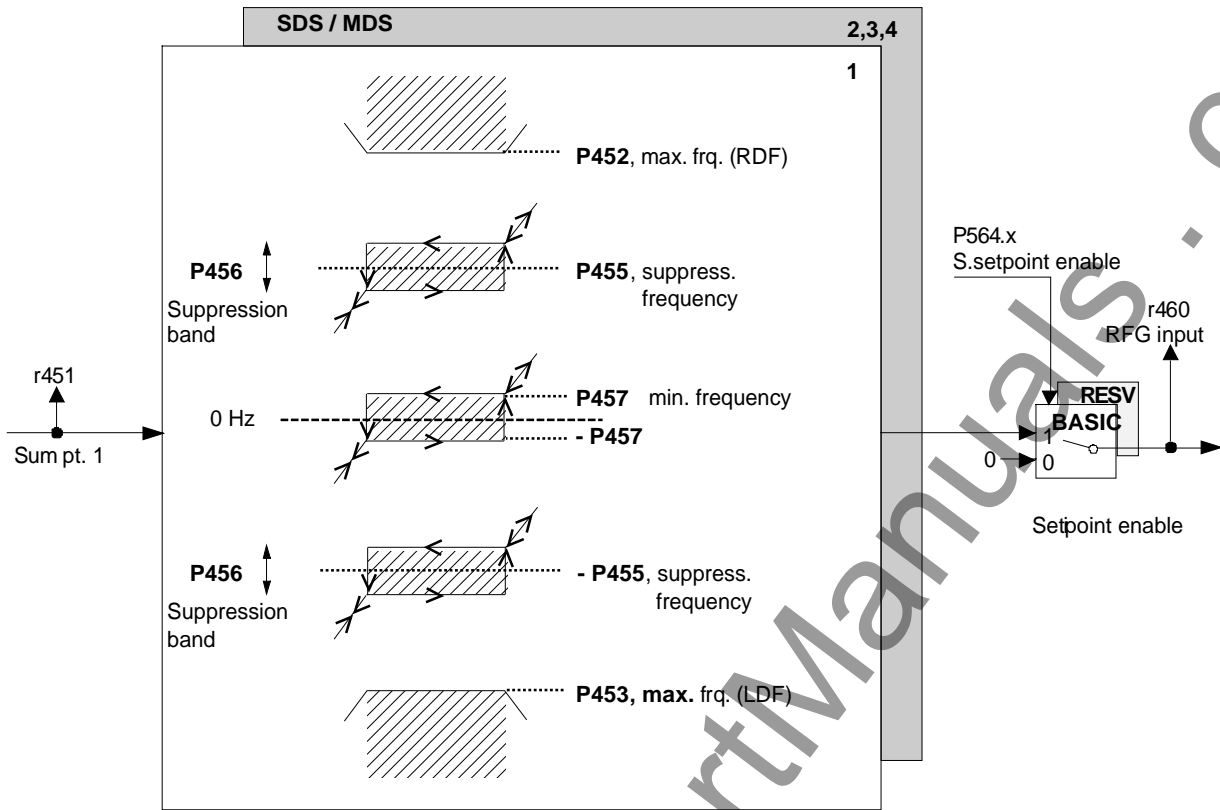 SDS / MDS
2,3,4
1
P452, max. frq. (RDF)
P456
Suppression
band
P455, suppress.
frequency
P564.x
S.setpoint enable
r460
RFG input
r451
Sum pt. 1
0 Hz
P457 min. frequency
- P457
RESV
BASIC
1
0
0
Setpoint enable
P456
Suppression
band
- P455, suppress.
frequency
P453, max. frq. (LDF)
rtManuals . c